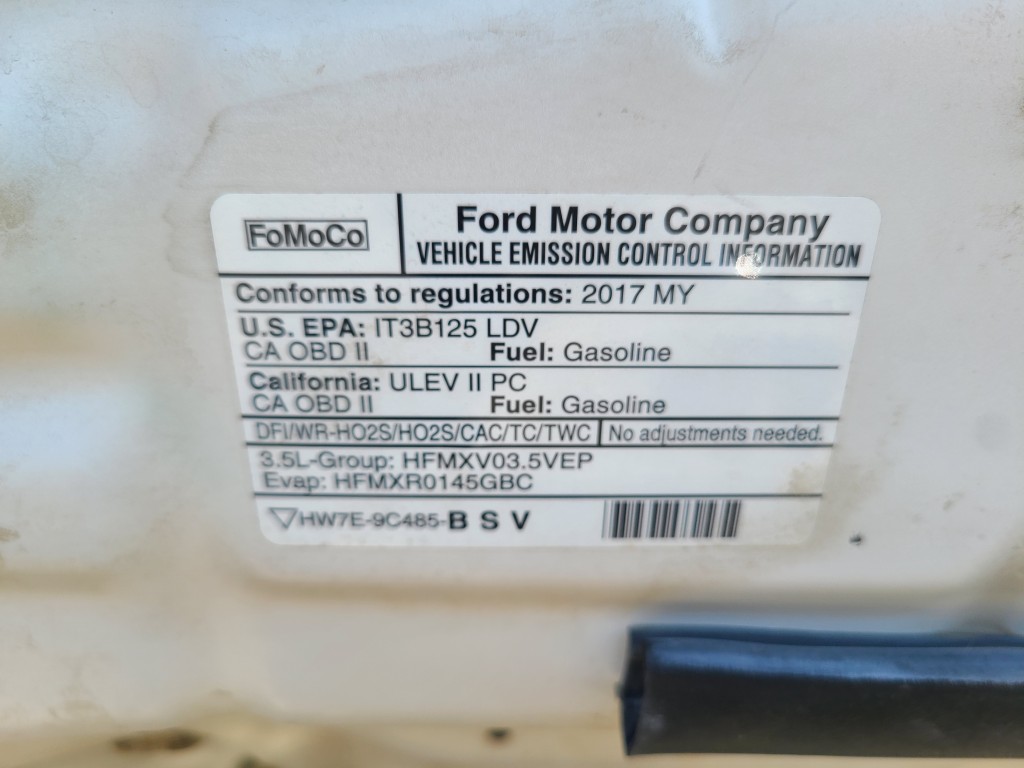 FoMoCo
Ford Motor Company
VEHICLE EMISSION CONTROL INFORMATION
Conforms to regulations: 2017 MY
U.S. EPA: IT3B125 LDV
CA OBD II Fuel: Gasoline
California: ULEV II PC
CA OBD II Fuel: Gasoline
DFI/WR-HO2S/HO2S/CAC/TC/TWC No adjustments needed.
3.5L-Group: HFMXV03.5VEP
Evap: HFMXR0145GBC
HW7E-9C485-B S V